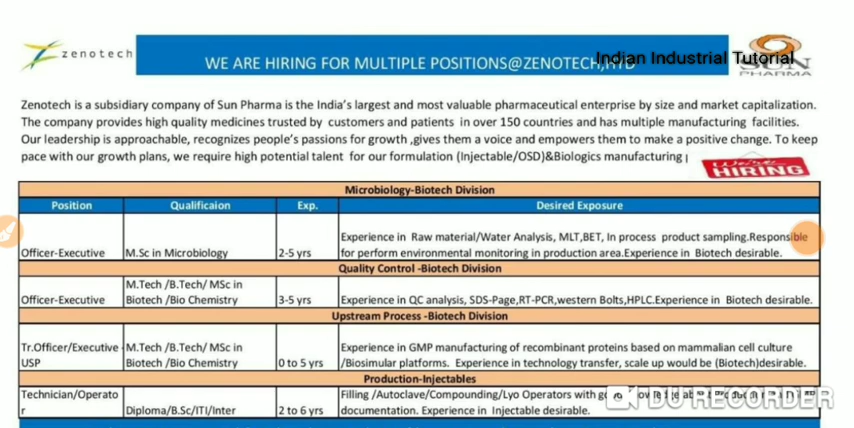 zenotech
WE ARE HIRING FOR MULTIPLE POSITIONS@ZENOTECH,HYD
Indian Industrial Tutorial
SUN
PHARMA
Zenotech is a subsidiary company of Sun Pharma is the India's largest and most valuable pharmaceutical enterprise by size and market capitalization.
The company provides high quality medicines trusted by customers and patients in over 150 countries and has multiple manufacturing facilities.
Our leadership is approachable, recognizes people's passions for growth ,gives them a voice and empowers them to make a positive change. To keep
pace with our growth plans, we require high potential talent for our formulation (Injectable/OSD)&Biologics manufacturing
HIRING
Microbiology-Biotech Division
Position Qualificaion Exp. Desired Exposure
Experience in Raw material/Water Analysis, MLT,BET, In process product sampling.Responsible
Officer-Executive M.Sc in Microbiology 2-5 yrs for perform environmental monitoring in production area.Experience in Biotech desirable.
Quality Control -Biotech Division
M.Tech /B.Tech/ MSc in
Officer-Executive Biotech /Bio Chemistry 3-5 yrs Experience in QC analysis, SDS-Page,RT-PCR,western Bolts,HPLC.Experience in Biotech desirable.
Upstream Process -Biotech Division
Tr.Officer/Executive - M.Tech /B.Tech/ MSc in Experience in GMP manufacturing of recombinant proteins based on mammalian cell culture
USP Biotech /Bio Chemistry 0 to 5 yrs /Biosimular platforms. Experience in technology transfer, scale up would be (Biotech)desirable.
Production-Injectables
Technician/Operato Filling /Autoclave/Compounding/Lyo Operators with
r Diploma/B.Sc/ITI/Inter 2 to 6 yrs documentation. Experience in Injectable desirable.
DU RECORDER